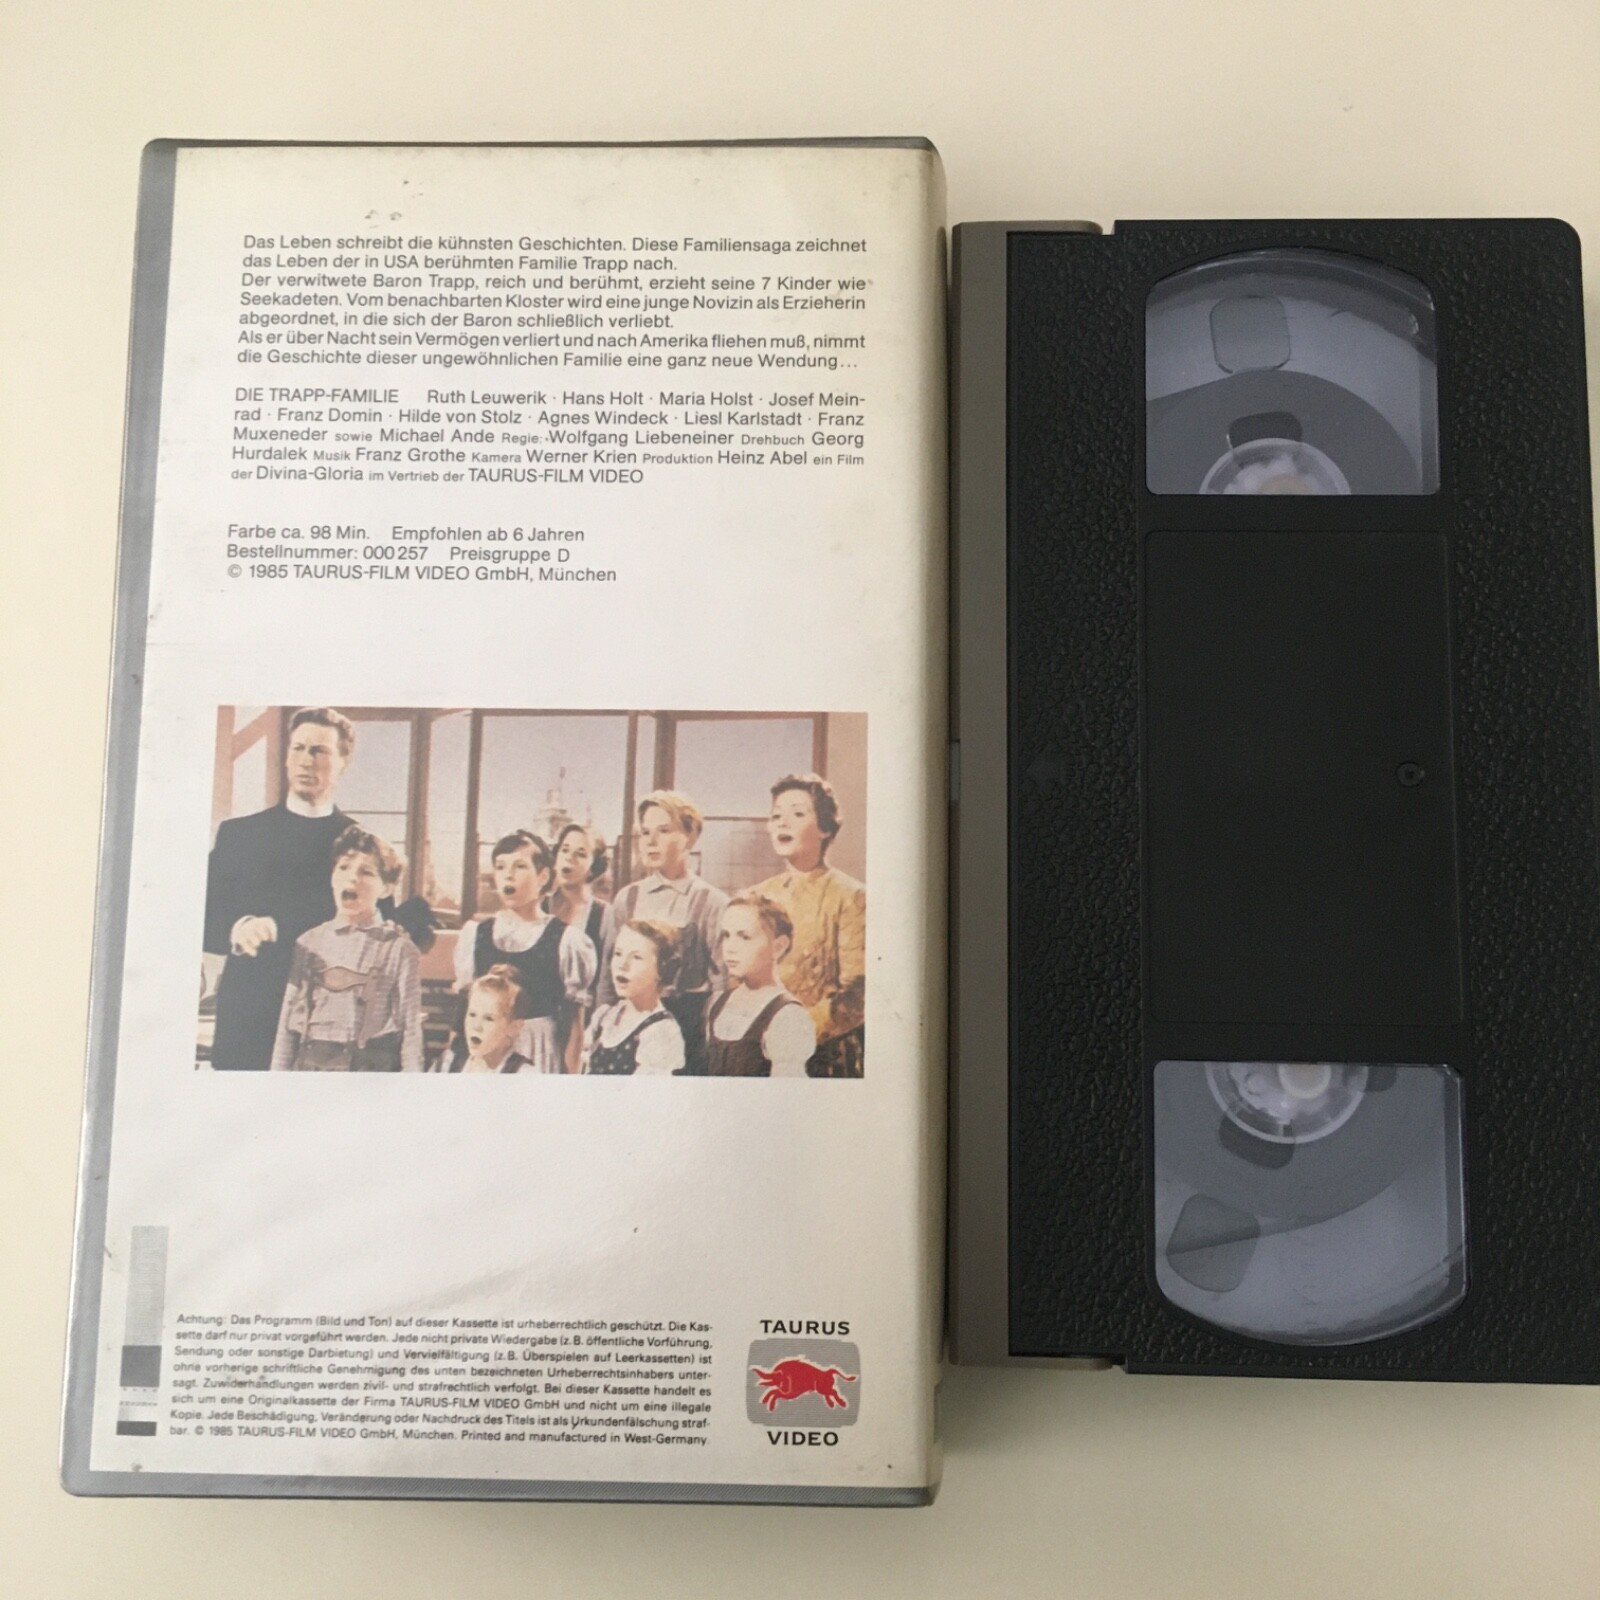 Das Leben schreibt die kühnsten Geschichten. Diese Familiensaga zeichnet
das Leben der in USA berühmten Familie Trapp nach.
Der verwitwete Baron Trapp, reich und berühmt, erzieht seine 7 Kinder wie
Seekadeten. Vom benachbarten Kloster wird eine junge Novizin als Erzieherin
abgeordnet, in die sich der Baron schließlich verliebt.
Als er über Nacht sein Vermögen verliert und nach Amerika fliehen muß, nimmt
die Geschichte dieser ungewöhnlichen Familie eine ganz neue Wendung...
DIE TRAPP-FAMILIE Ruth Leuwerik · Hans Holt · Maria Holst · Josef Mein-
rad · Franz Domin · Hilde von Stolz · Agnes Windeck · Liesl Karlstadt · Franz
Muxeneder sowie Michael Ande Regie: Wolfgang Liebeneiner Drehbuch Georg
Hurdalek Musik Franz Grothe Kamera Werner Krien Produktion Heinz Abel ein Film
der Divina-Gloria im Vertrieb der TAURUS-FILM VIDEO
Farbe ca. 98 Min. Empfohlen ab 6 Jahren
Bestellnummer: 000257 Preisgruppe D
© 1985 TAURUS-FILM VIDEO GmbH, München
Achtung: Das Programm (Bild und Ton) auf dieser Kassette ist urheberrechtlich geschützt. Die Kas-
sette darf nur privat vorgeführt werden. Jede nicht private Wiedergabe (z.B. öffentliche Vorführung,
Sendung oder sonstige Darbietung) und Vervielfältigung (z.B. Überspielen auf Leerkassetten) ist
ohne vorherige schriftliche Genehmigung des unten bezeichneten Urheberrechtsinhabers unter-
sagt. Zuwiderhandlungen werden zivil- und strafrechtlich verfolgt. Bei dieser Kassette handelt es
sich um eine Originalkassette der Firma TAURUS-FILM VIDEO GmbH und nicht um eine illegale
Kopie. Jede Beschädigung, Veränderung oder Nachdruck des Titels ist als Urkundenfälschung straf-
bar. © 1985 TAURUS-FILM VIDEO GmbH, München. Printed and manufactured in West-Germany.
TAURUS
VIDEO